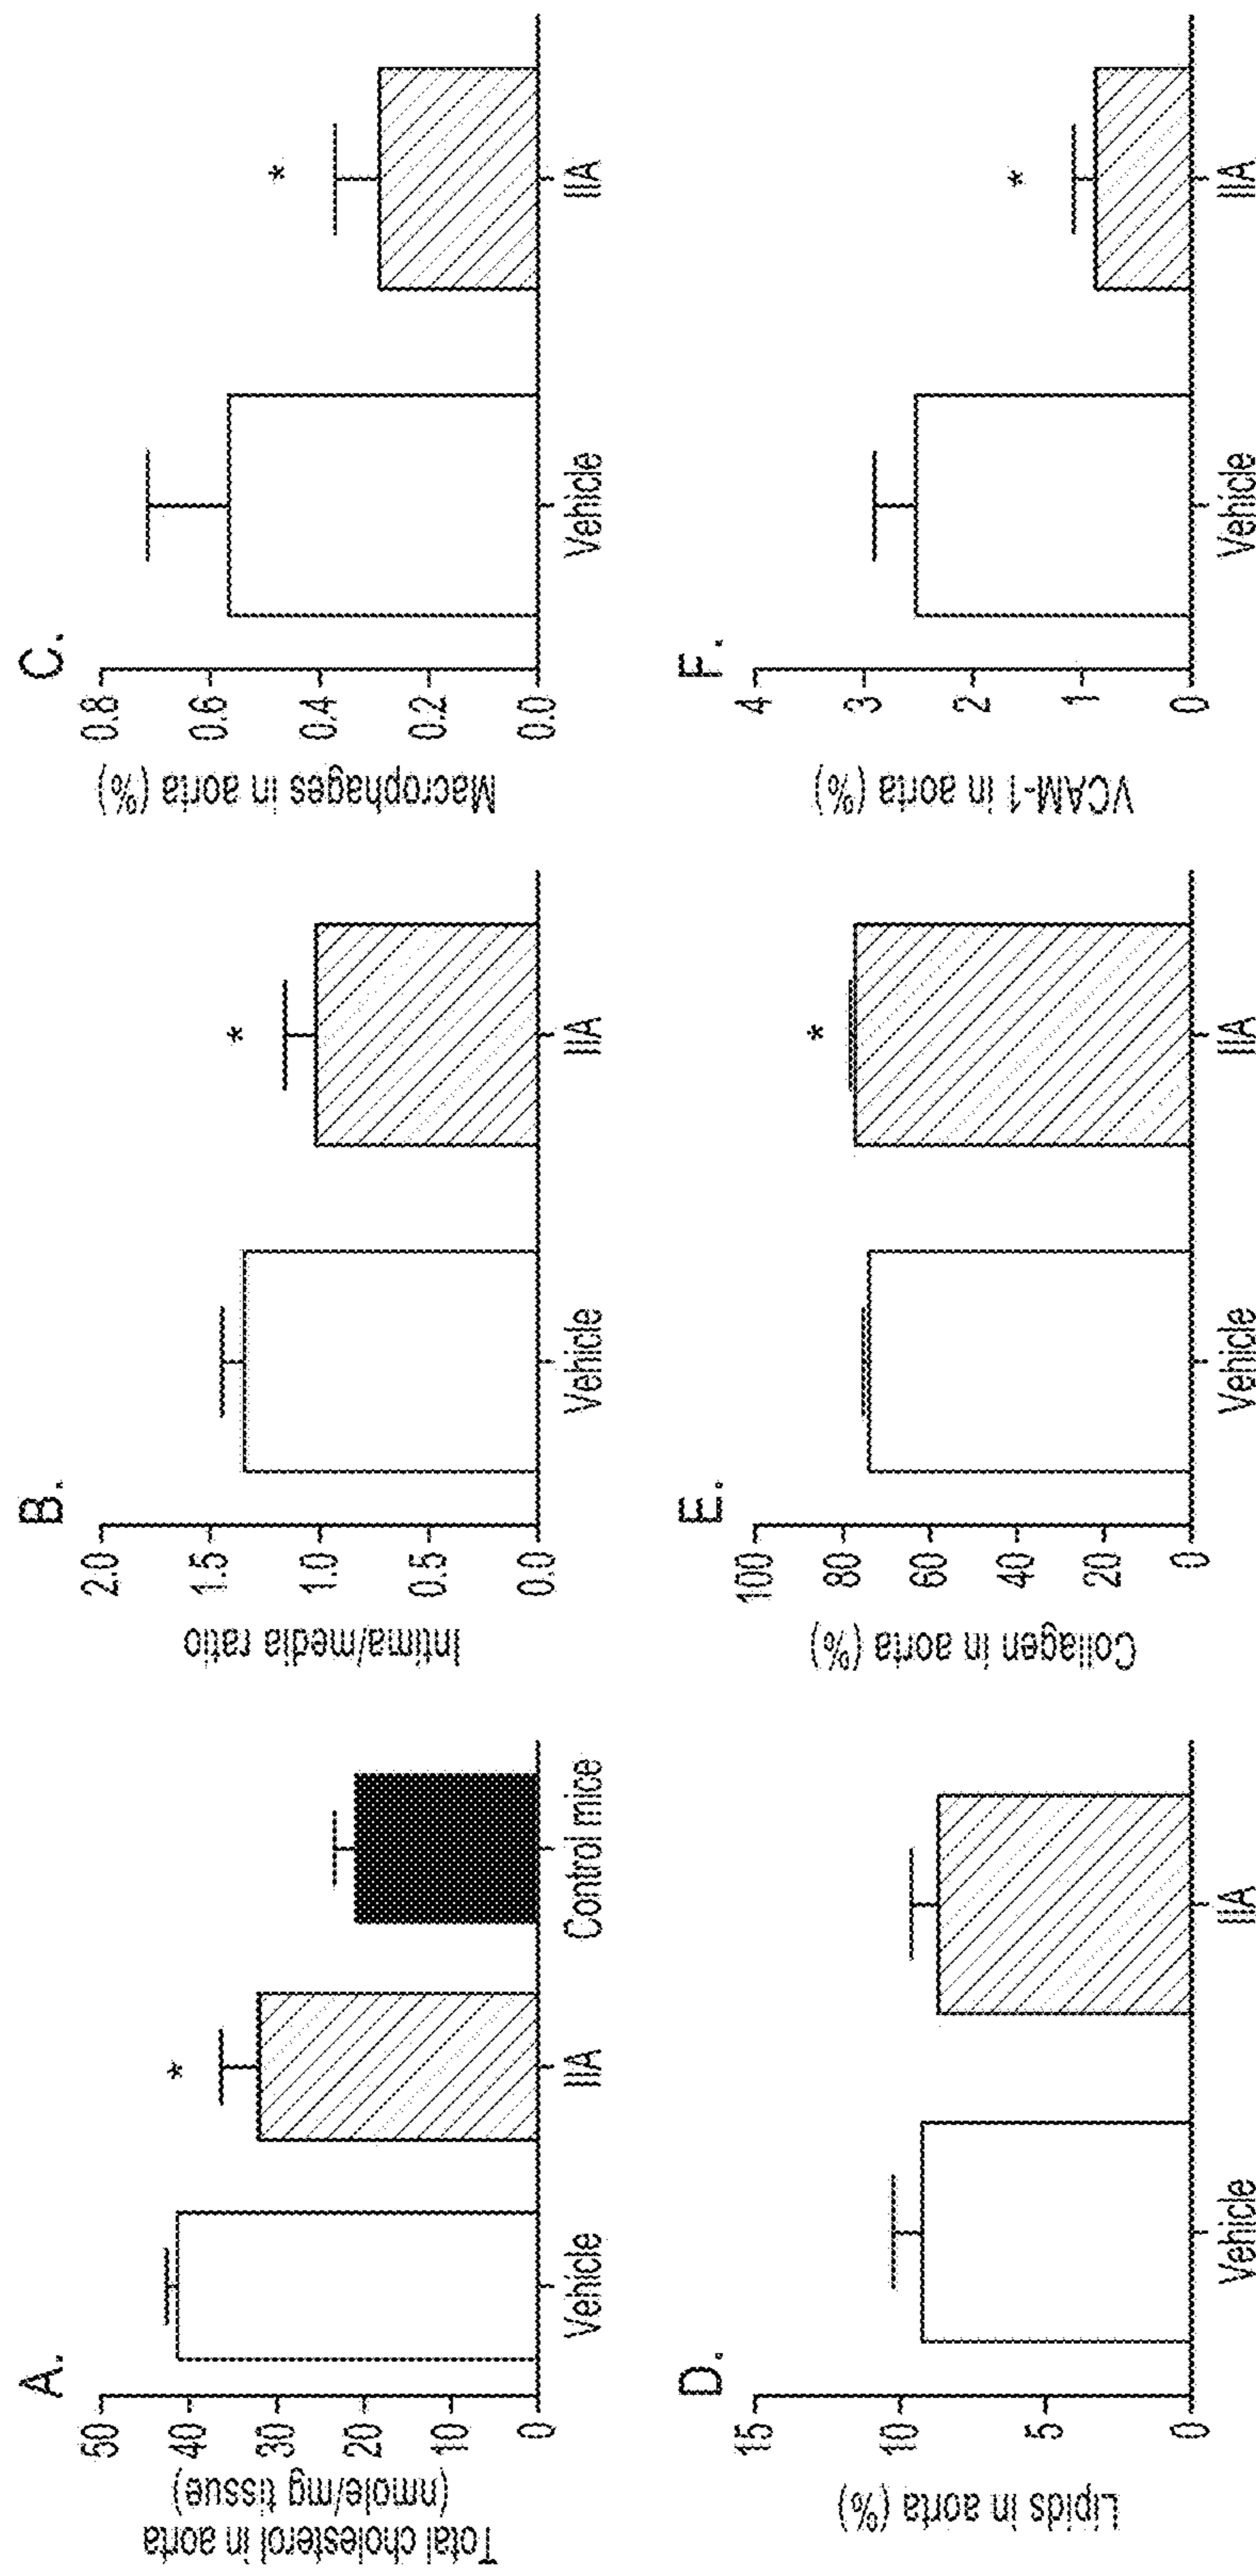 A.
Total cholesterol in aorta
(nmole/mg tissue)
50
40
30
20
10
0
*
Vehicle
IIA
Control mice
B.
Intima/media ratio
2.0
1.5
1.0
0.5
0.0
*
Vehicle
IIA
C.
Macrophages in aorta (%)
0.8
0.6
0.4
0.2
0.0
*
Vehicle
IIA
D.
Lipids in aorta (%)
15
10
5
0
Vehicle
IIA
E.
Collagen in aorta (%)
100
80
60
40
20
0
*
Vehicle
IIA
F.
VCAM-1 in aorta (%)
4
3
2
1
0
*
Vehicle
IIA